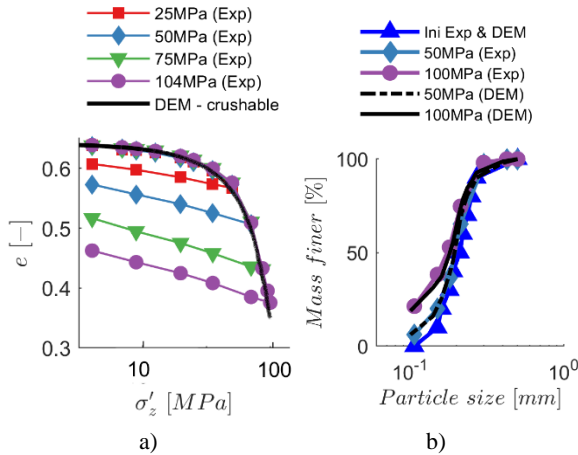 25MPa (Exp)
50MPa (Exp)
75MPa (Exp)
104MPa (Exp)
DEM - crushable
0.6
0.5
0.4
0.3
e [−]
10
100
σ′z [MPa]
a)
Ini Exp & DEM
50MPa (Exp)
100MPa (Exp)
50MPa (DEM)
100MPa (DEM)
100
50
0
Mass finer [%]
10⁻¹
10⁰
Particle size [mm]
b)